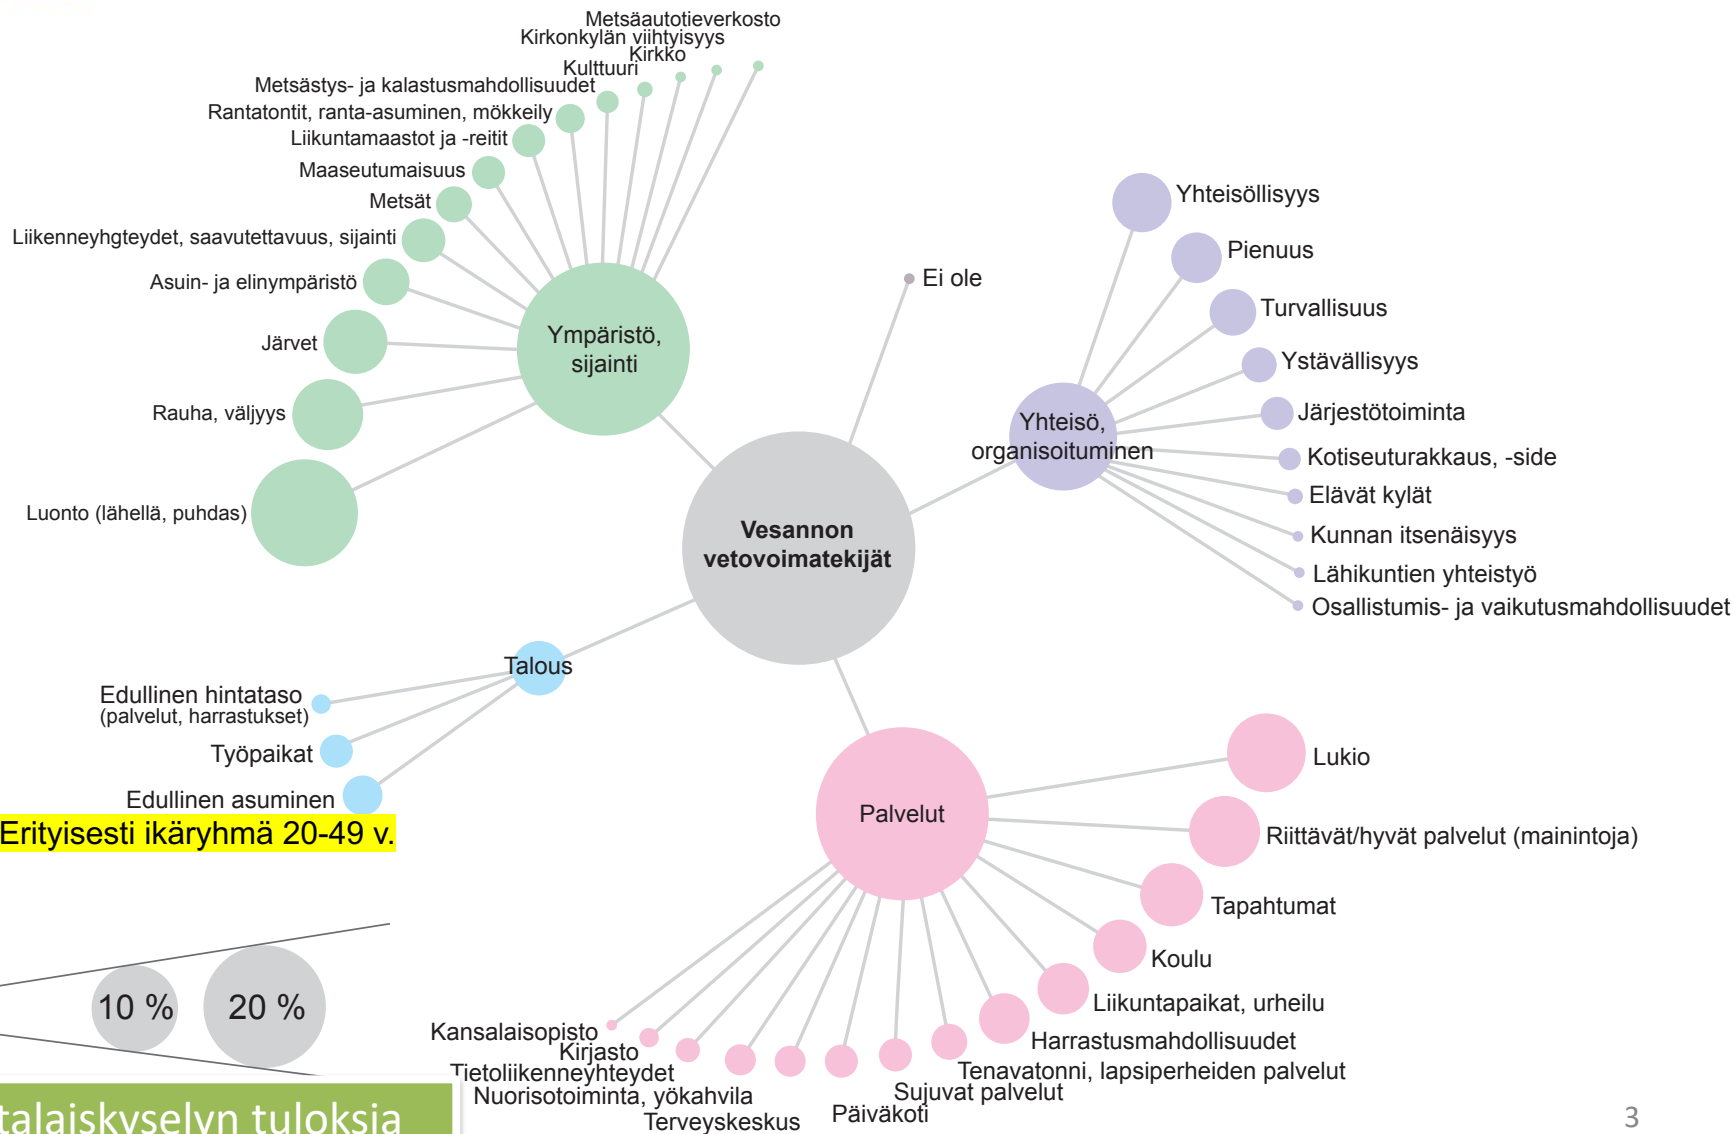 Metsäautotieverkosto
Kirkonkylän viihtyisyys
Kirkko
Kulttuuri
Metsästys- ja kalastusmahdollisuudet
Rantatontit, ranta-asuminen, mökkeily
Liikuntamaastot ja -reitit
Maaseutumaisuus
Metsät
Liikenneyhgteydet, saavutettavuus, sijainti
Asuin- ja elinympäristö
Järvet
Rauha, väljyys
Luonto (lähellä, puhdas)
Ympäristö,
sijainti
Ei ole
Yhteisöllisyys
Pienuus
Turvallisuus
Ystävällisyys
Järjestötoiminta
Kotiseuturakkaus, -side
Elävät kylät
Kunnan itsenäisyys
Lähikuntien yhteistyö
Osallistumis- ja vaikutusmahdollisuudet
Yhteisö,
organisoituminen
Vesannon
vetovoimatekijät
Talous
Edullinen hintataso
(palvelut, harrastukset)
Työpaikat
Edullinen asuminen
Erityisesti ikäryhmä 20-49 v.
Palvelut
Lukio
Riittävät/hyvät palvelut (mainintoja)
Tapahtumat
Koulu
Liikuntapaikat, urheilu
Harrastusmahdollisuudet
Tenavatonni, lapsiperheiden palvelut
Sujuvat palvelut
Päiväkoti
Terveyskeskus
Nuorisotoiminta, yökahvila
Tietoliikenneyhteydet
Kirjasto
Kansalaisopisto
10 %
20 %
talaiskyselyn tuloksia
3